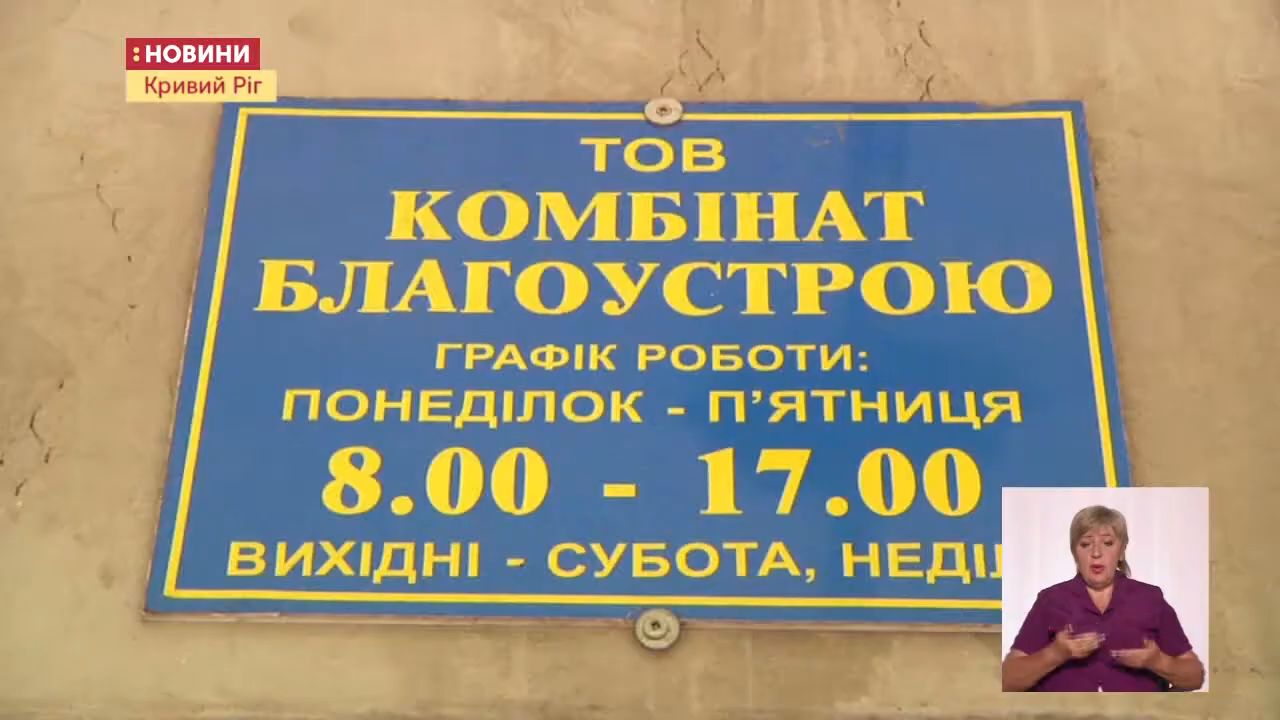 :НОВИНИ
Кривий Ріг
ТОВ
КОМБІНАТ
БЛАГОУСТРОЮ
ГРАФІК РОБОТИ:
ПОНЕДІЛОК - П'ЯТНИЦЯ
8.00 - 17.00
ВИХІДНІ - СУБОТА,